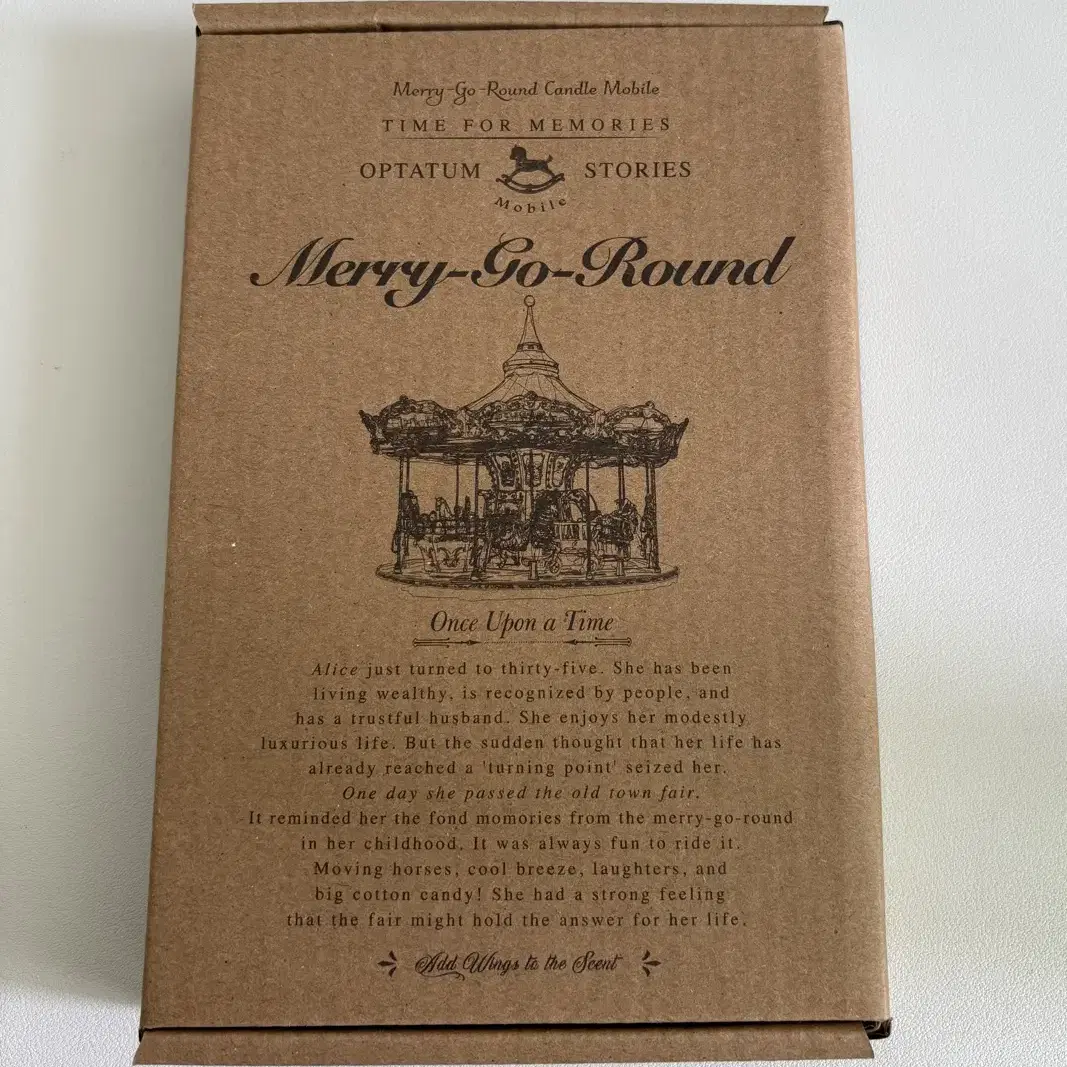 Merry-Go-Round Candle Mobile
TIME FOR MEMORIES
OPTATUM STORIES
Mobile
Merry-Go-Round
Once Upon a Time
Alice just turned to thirty-five. She has been
living wealthy, is recognized by people, and
has a trustful husband. She enjoys her modestly
luxurious life. But the sudden thought that her life has
already reached a 'turning point' seized her.
One day she passed the old town fair.
It reminded her the fond momories from the merry-go-round
in her childhood. It was always fun to ride it.
Moving horses, cool breeze, laughters, and
big cotton candy! She had a strong feeling
that the fair might hold the answer for her life.
Add Wings to the Scent